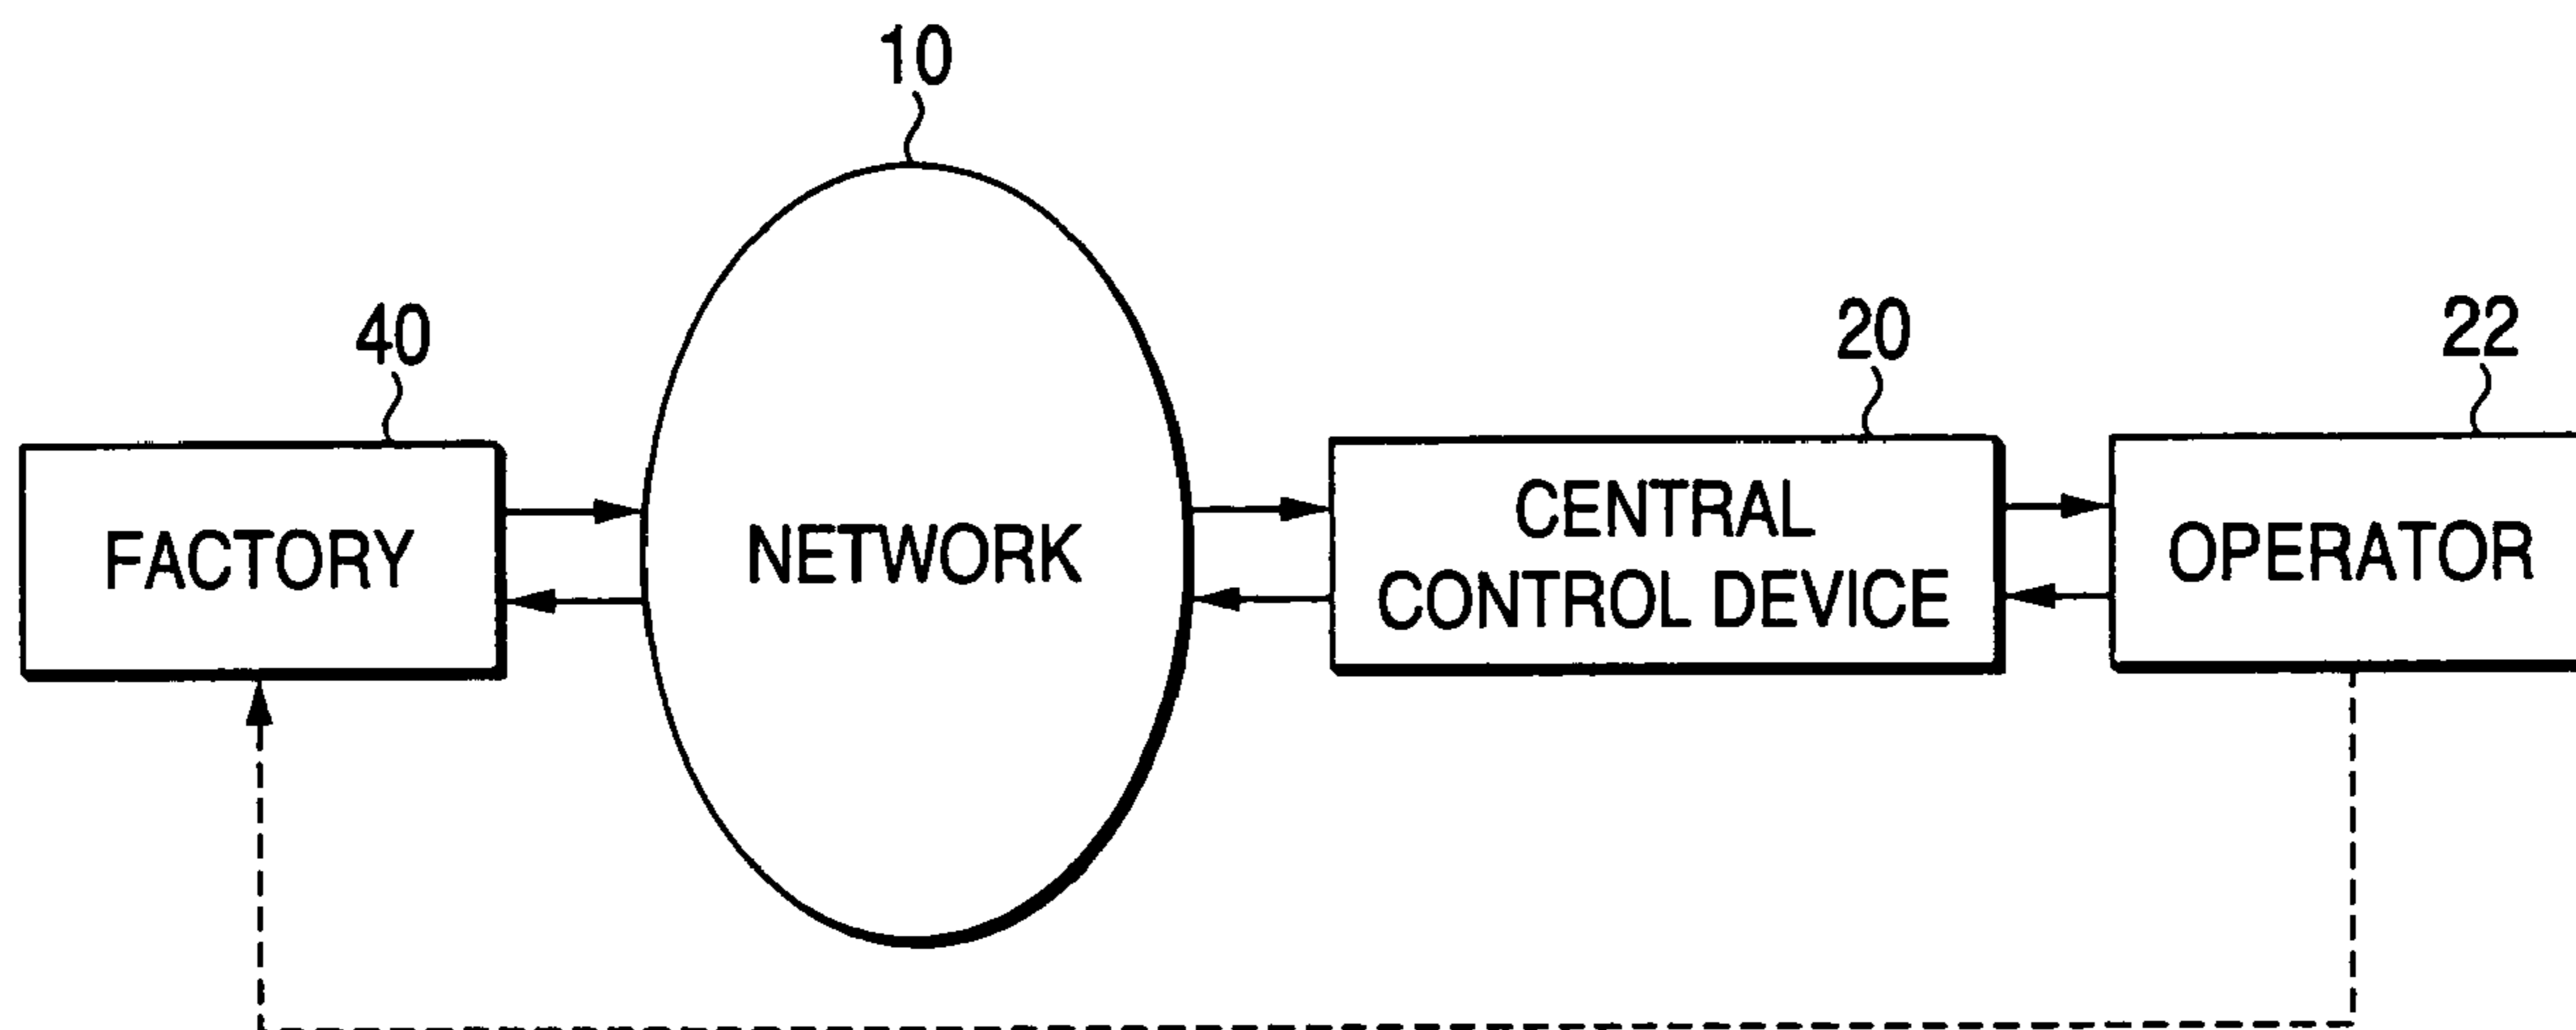 10
40
20
22
FACTORY
NETWORK
CENTRAL
CONTROL DEVICE
OPERATOR